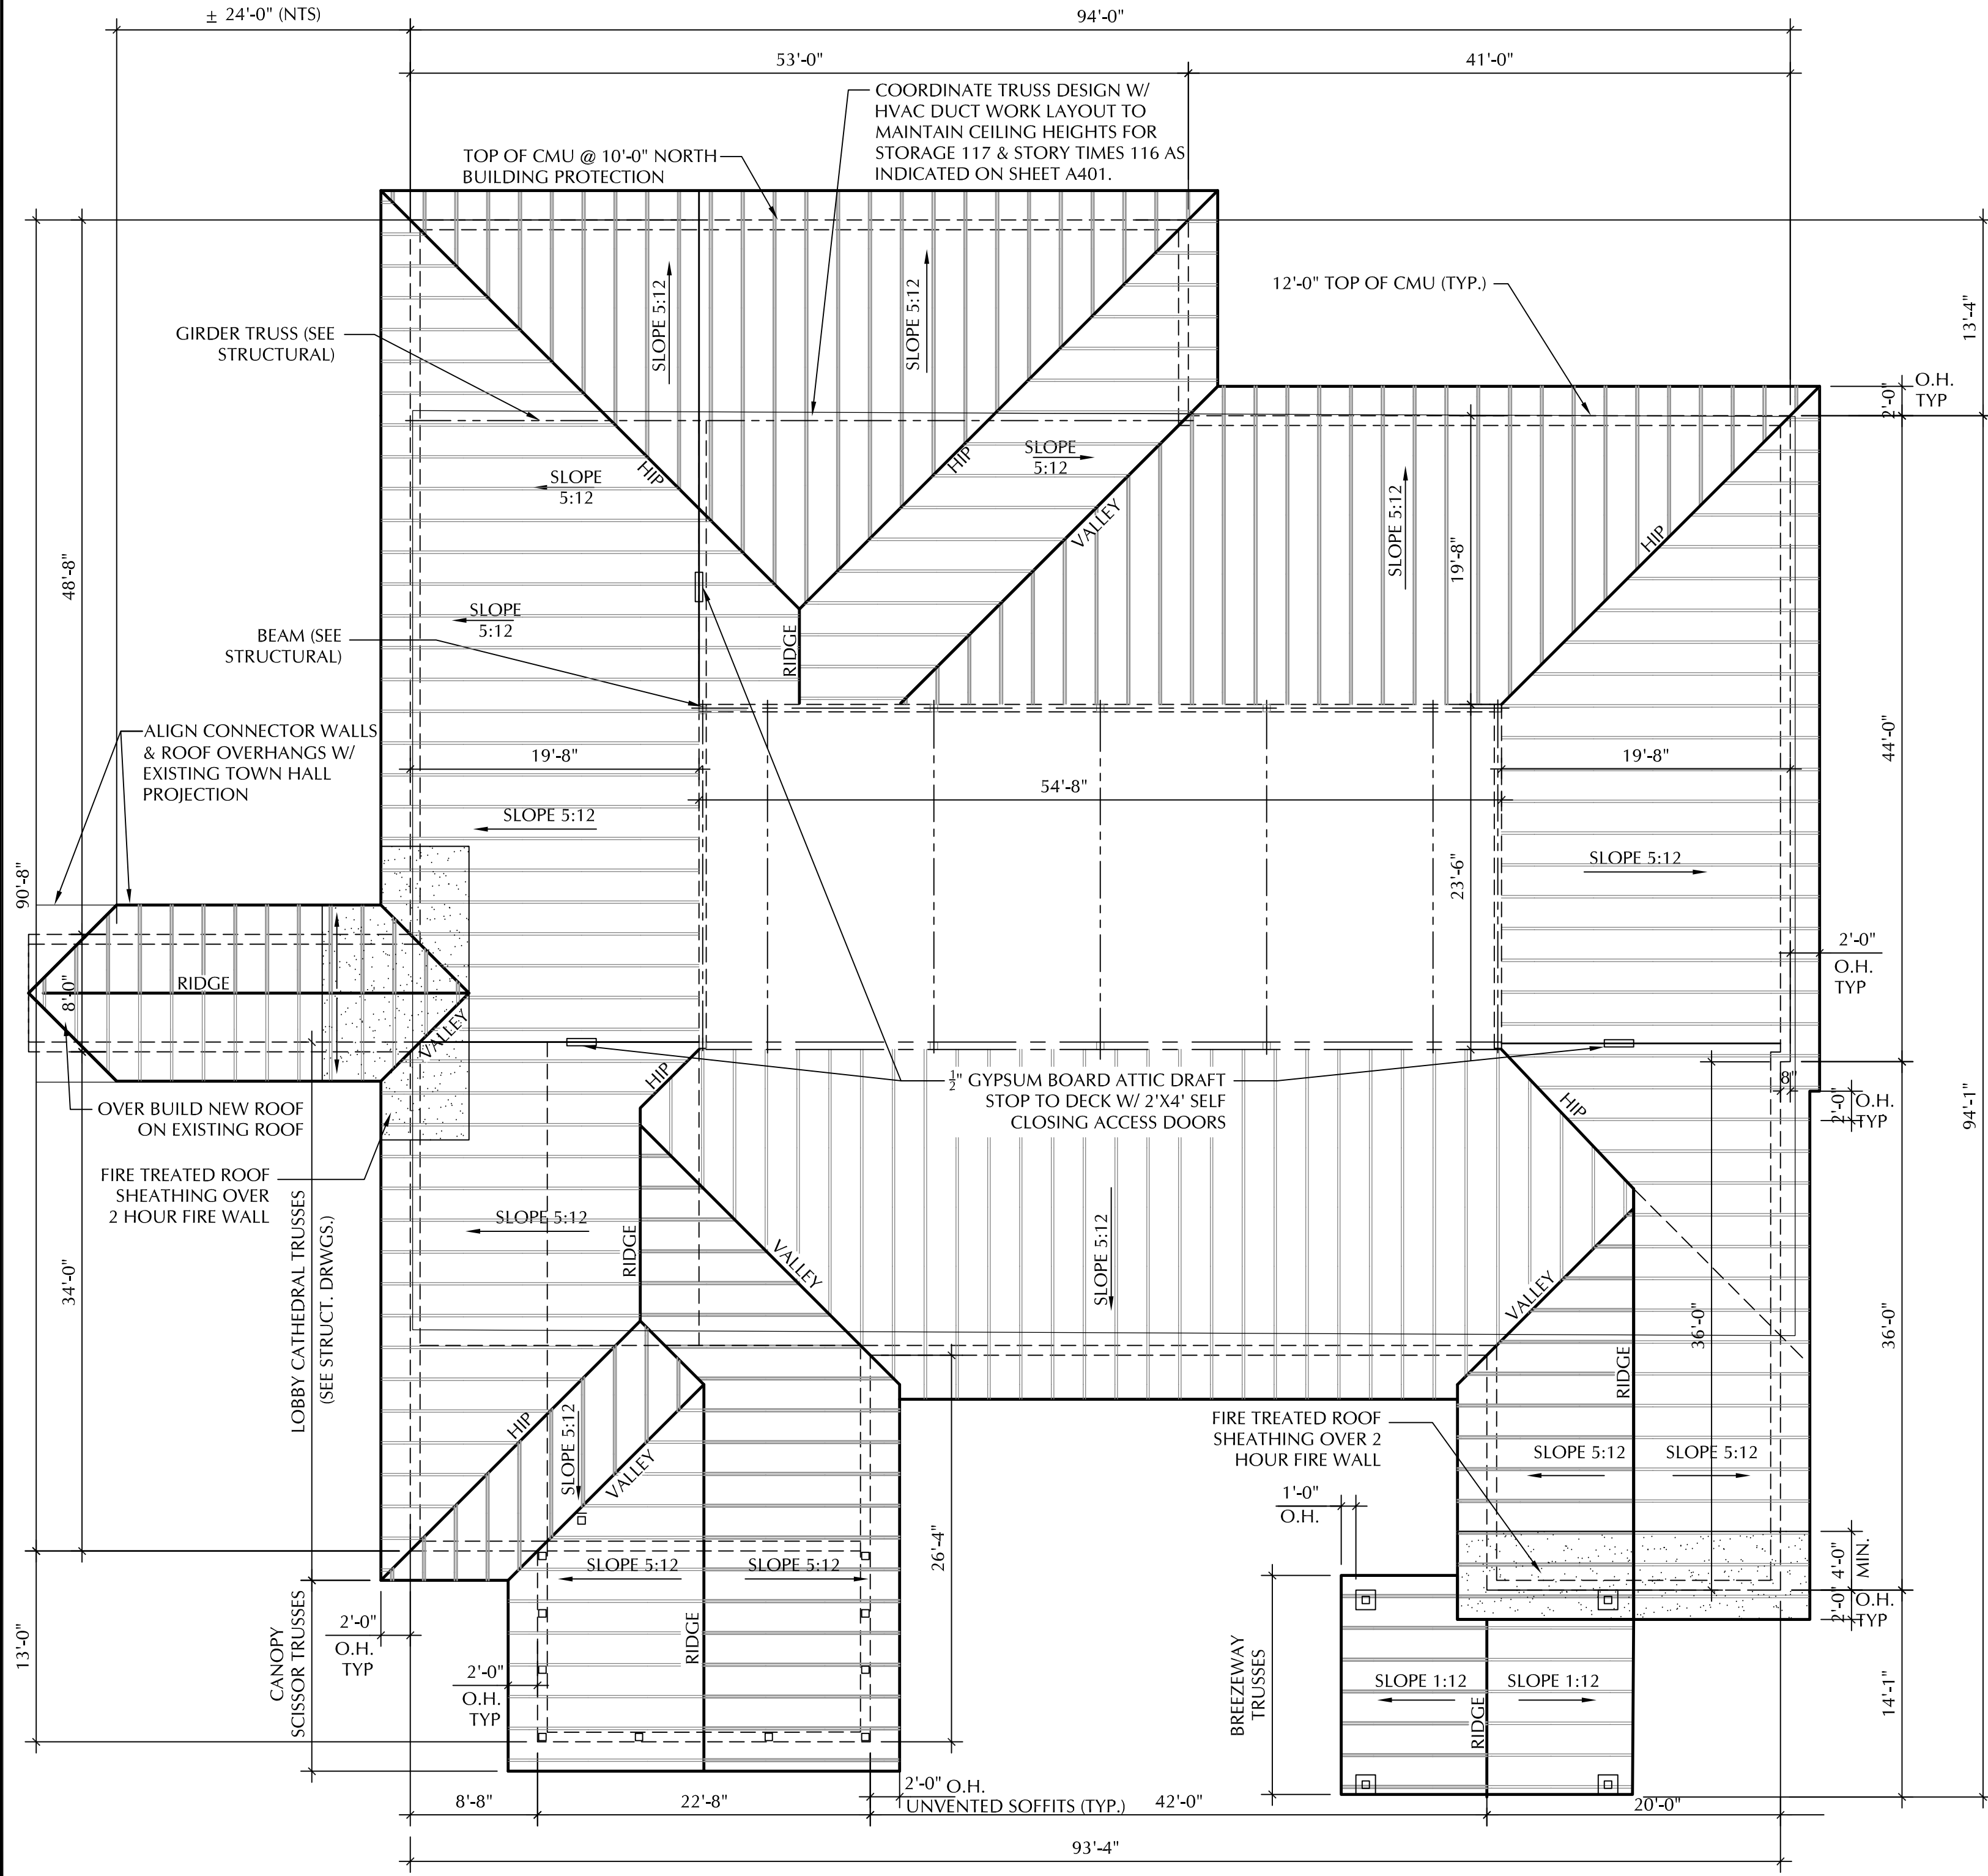 ± 24'-0" (NTS)
94'-0"
53'-0"
41'-0"
COORDINATE TRUSS DESIGN W/
HVAC DUCT WORK LAYOUT TO
MAINTAIN CEILING HEIGHTS FOR
STORAGE 117 & STORY TIMES 116 AS
INDICATED ON SHEET A401.
TOP OF CMU @ 10'-0" NORTH
BUILDING PROTECTION
12'-0" TOP OF CMU (TYP.)
13'-4"
GIRDER TRUSS (SEE
STRUCTURAL)
SLOPE 5:12
SLOPE 5:12
2'-0"
O.H.
TYP
SLOPE
5:12
HIP
HIP
SLOPE
5:12
VALLEY
SLOPE 5:12
19'-8"
HIP
48'-8"
SLOPE
5:12
BEAM (SEE
STRUCTURAL)
RIDGE
ALIGN CONNECTOR WALLS
& ROOF OVERHANGS W/
EXISTING TOWN HALL
PROJECTION
19'-8"
54'-8"
19'-8"
44'-0"
SLOPE 5:12
23'-6"
SLOPE 5:12
90'-8"
2'-0"
O.H.
TYP
8'-0"
RIDGE
VALLEY
HIP
1/2" GYPSUM BOARD ATTIC DRAFT
STOP TO DECK W/ 2'X4' SELF
CLOSING ACCESS DOORS
HIP
8"
2'-0"
O.H.
TYP
94'-1"
OVER BUILD NEW ROOF
ON EXISTING ROOF
FIRE TREATED ROOF
SHEATHING OVER
2 HOUR FIRE WALL
LOBBY CATHEDRAL TRUSSES
(SEE STRUCT. DRWGS.)
34'-0"
SLOPE 5:12
RIDGE
VALLEY
SLOPE 5:12
VALLEY
36'-0"
36'-0"
RIDGE
HIP
SLOPE 5:12
VALLEY
FIRE TREATED ROOF
SHEATHING OVER 2
HOUR FIRE WALL
SLOPE 5:12
SLOPE 5:12
1'-0"
O.H.
26'-4"
SLOPE 5:12
SLOPE 5:12
4'-0"
MIN.
2'-0"
O.H.
TYP
13'-0"
CANOPY
SCISSOR TRUSSES
2'-0"
O.H.
TYP
RIDGE
2'-0"
O.H.
TYP
BREEZEWAY
TRUSSES
SLOPE 1:12
SLOPE 1:12
RIDGE
14'-1"
8'-8"
22'-8"
2'-0" O.H.
UNVENTED SOFFITS (TYP.)
42'-0"
20'-0"
93'-4"